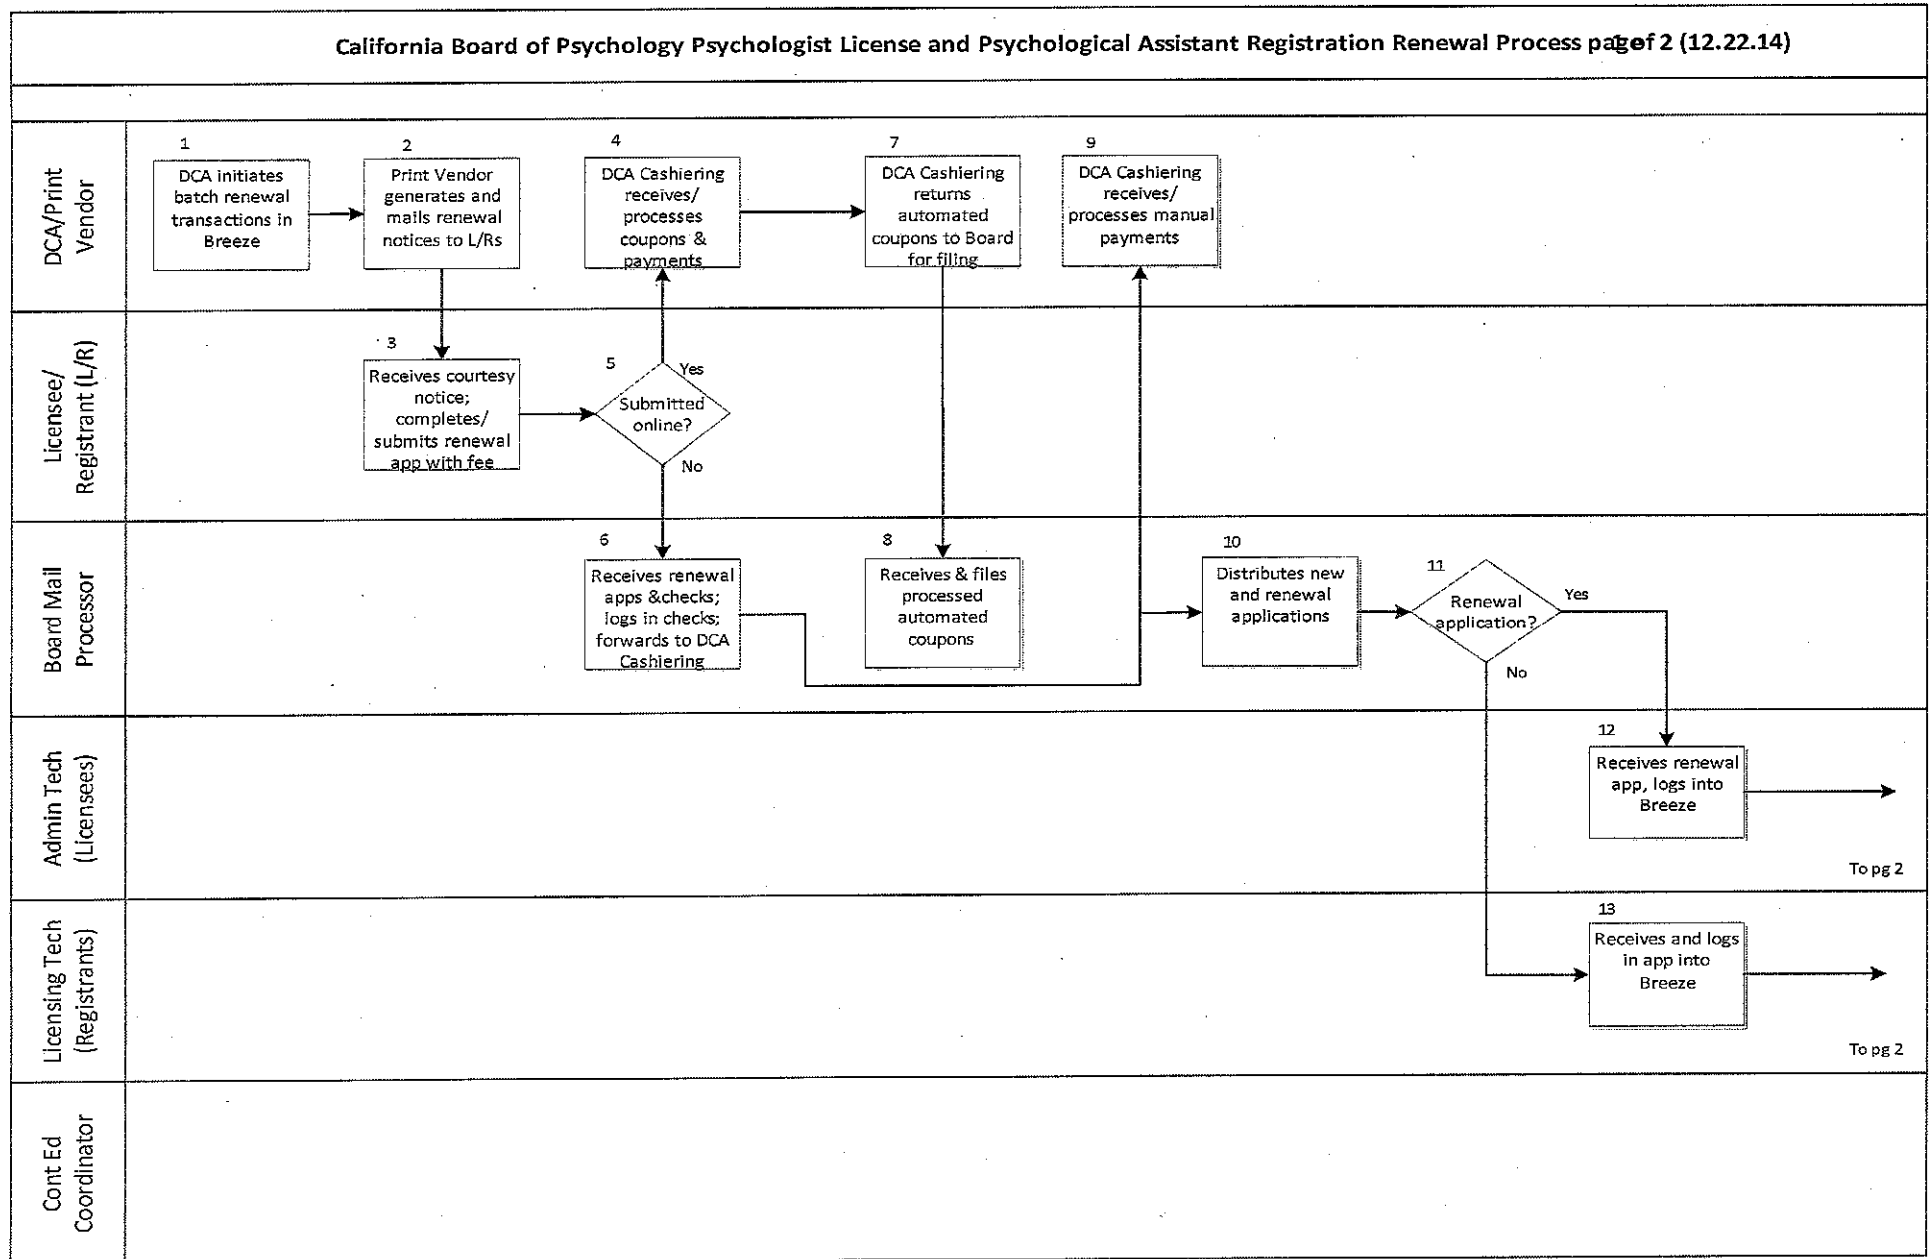 California Board of Psychology Psychologist License and Psychological Assistant Registration Renewal Process page 1 of 2 (12.22.14)
DCA/Print
Vendor
1
DCA initiates
batch renewal
transactions in
Breeze
2
Print Vendor
generates and
mails renewal
notices to L/Rs
4
DCA Cashiering
receives/
processes
coupons &
payments
7
DCA Cashiering
returns
automated
coupons to Board
for filing
9
DCA Cashiering
receives/
processes manual
payments
Licensee/
Registrant (L/R)
3
Receives courtesy
notice;
completes/
submits renewal
app with fee
5
Submitted
online?
Yes
No
Board Mail
Processor
6
Receives renewal
apps &checks;
logs in checks;
forwards to DCA
Cashiering
8
Receives & files
processed
automated
coupons
10
Distributes new
and renewal
applications
11
Renewal
application?
Yes
No
Admin Tech
(Licensees)
12
Receives renewal
app, logs into
Breeze
To pg 2
Licensing Tech
(Registrants)
13
Receives and logs
in app into
Breeze
To pg 2
Cont Ed
Coordinator